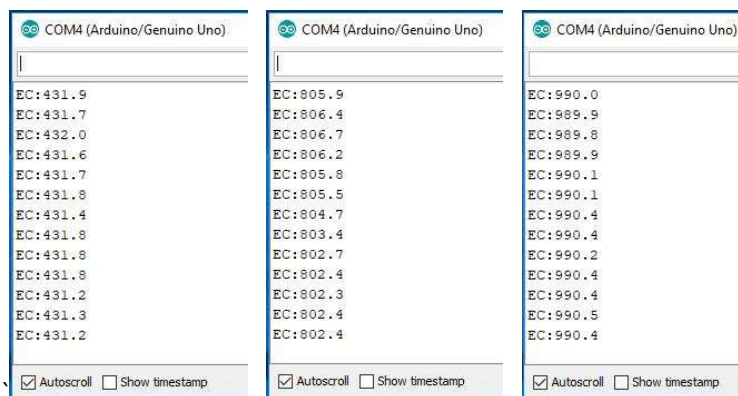 COM4 (Arduino/Genuino Uno)
EC:431.9
EC:431.7
EC:432.0
EC:431.6
EC:431.7
EC:431.8
EC:431.4
EC:431.8
EC:431.8
EC:431.8
EC:431.2
EC:431.3
EC:431.2
Autoscroll Show timestamp
COM4 (Arduino/Genuino Uno)
EC:805.9
EC:806.4
EC:806.7
EC:806.2
EC:805.8
EC:805.5
EC:804.7
EC:803.4
EC:802.7
EC:802.4
EC:802.3
EC:802.4
EC:802.4
Autoscroll Show timestamp
COM4 (Arduino/Genuino Uno)
EC:990.0
EC:989.9
EC:989.8
EC:989.9
EC:990.1
EC:990.1
EC:990.4
EC:990.4
EC:990.2
EC:990.4
EC:990.4
EC:990.5
EC:990.4
Autoscroll Show timestamp